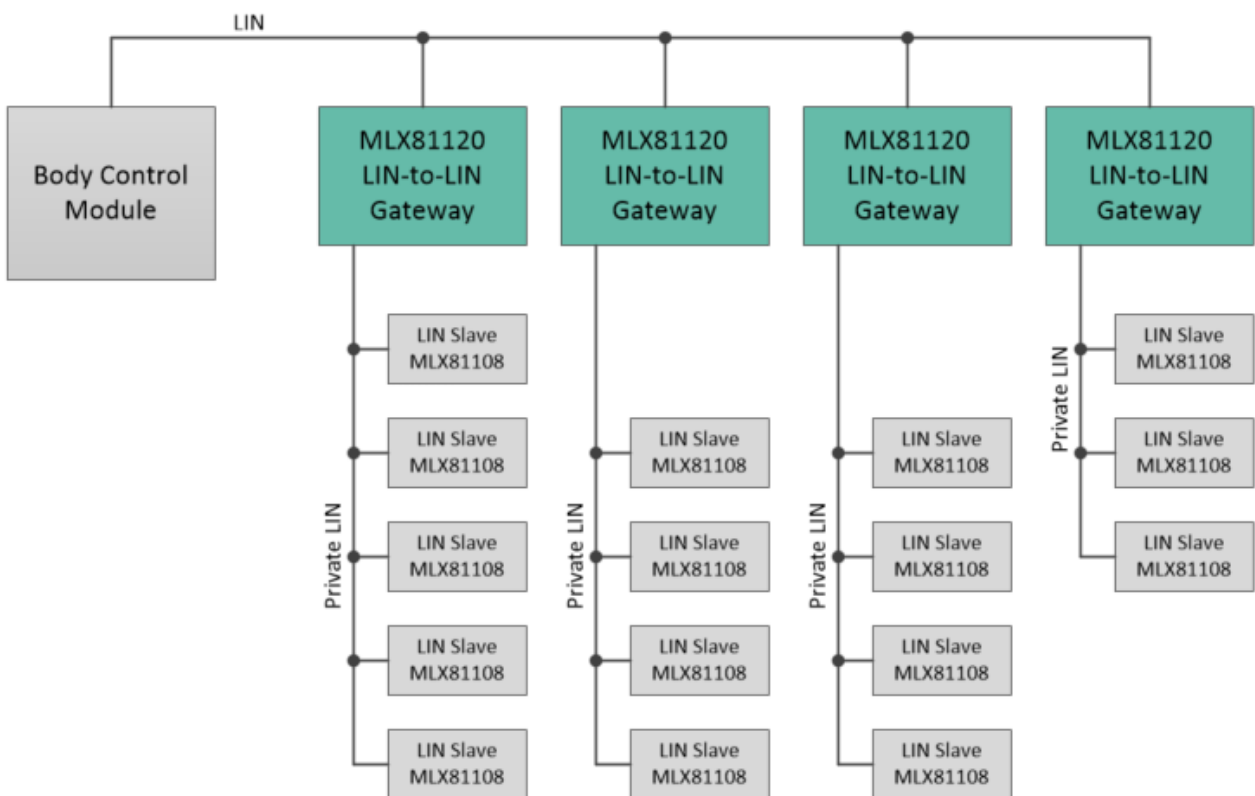 LIN
Body Control
Module
MLX81120
LIN-to-LIN
Gateway
MLX81120
LIN-to-LIN
Gateway
MLX81120
LIN-to-LIN
Gateway
MLX81120
LIN-to-LIN
Gateway
Private LIN
LIN Slave
MLX81108
LIN Slave
MLX81108
LIN Slave
MLX81108
LIN Slave
MLX81108
LIN Slave
MLX81108
Private LIN
LIN Slave
MLX81108
LIN Slave
MLX81108
LIN Slave
MLX81108
LIN Slave
MLX81108
Private LIN
LIN Slave
MLX81108
LIN Slave
MLX81108
LIN Slave
MLX81108
LIN Slave
MLX81108
Private LIN
LIN Slave
MLX81108
LIN Slave
MLX81108
LIN Slave
MLX81108